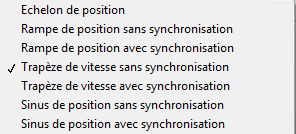 Echelon de position
Rampe de position sans synchronisation
Rampe de position avec synchronisation
✓ Trapèze de vitesse sans synchronisation
Trapèze de vitesse avec synchronisation
Sinus de position sans synchronisation
Sinus de position avec synchronisation